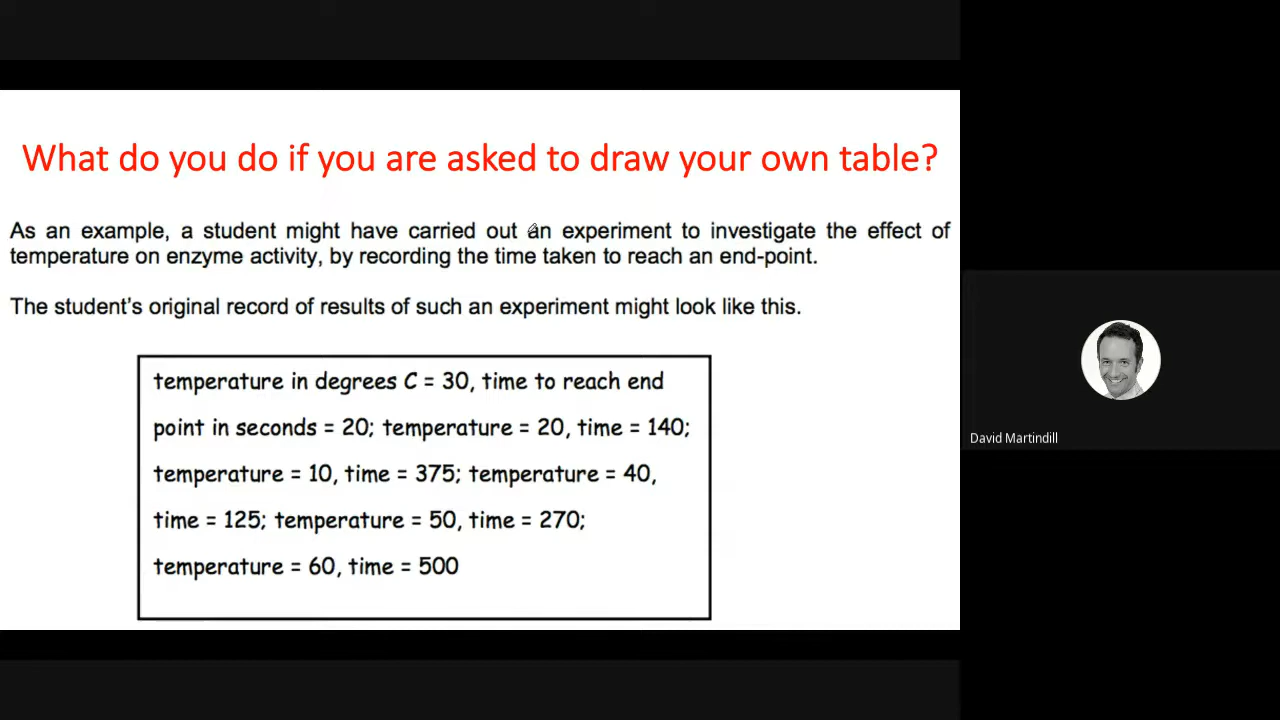 What do you do if you are asked to draw your own table?
As an example, a student might have carried out an experiment to investigate the effect of
temperature on enzyme activity, by recording the time taken to reach an end-point.
The student's original record of results of such an experiment might look like this.
temperature in degrees C = 30, time to reach end
point in seconds = 20; temperature = 20, time = 140;
temperature = 10, time = 375; temperature = 40,
time = 125; temperature = 50, time = 270;
temperature = 60, time = 500
David Martindill